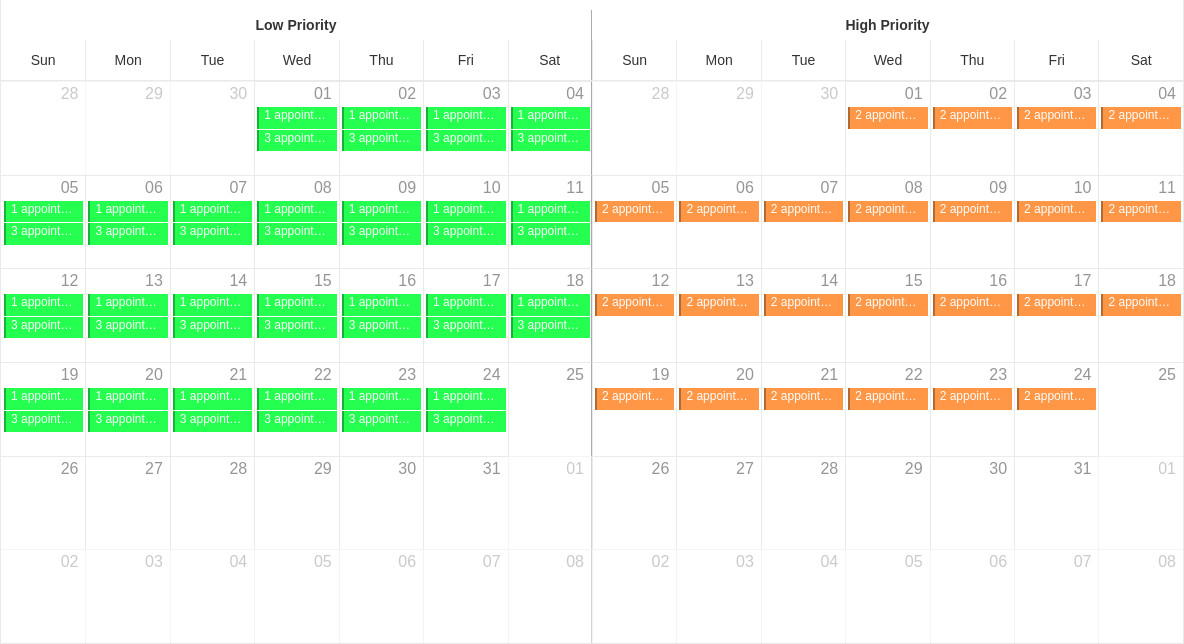 Low Priority High Priority
Sun Mon Tue Wed Thu Fri Sat Sun Mon Tue Wed Thu Fri Sat
28 29 30 01 02 03 04 28 29 30 01 02 03 04
1 appoint… 1 appoint… 1 appoint… 1 appoint… 2 appoint… 2 appoint… 2 appoint… 2 appoint…
3 appoint… 3 appoint… 3 appoint… 3 appoint…
05 06 07 08 09 10 11 05 06 07 08 09 10 11
1 appoint… 1 appoint… 1 appoint… 1 appoint… 1 appoint… 1 appoint… 1 appoint… 2 appoint… 2 appoint… 2 appoint… 2 appoint… 2 appoint… 2 appoint… 2 appoint…
3 appoint… 3 appoint… 3 appoint… 3 appoint… 3 appoint… 3 appoint… 3 appoint…
12 13 14 15 16 17 18 12 13 14 15 16 17 18
1 appoint… 1 appoint… 1 appoint… 1 appoint… 1 appoint… 1 appoint… 1 appoint… 2 appoint… 2 appoint… 2 appoint… 2 appoint… 2 appoint… 2 appoint… 2 appoint…
3 appoint… 3 appoint… 3 appoint… 3 appoint… 3 appoint… 3 appoint… 3 appoint…
19 20 21 22 23 24 25 19 20 21 22 23 24 25
1 appoint… 1 appoint… 1 appoint… 1 appoint… 1 appoint… 1 appoint… 2 appoint… 2 appoint… 2 appoint… 2 appoint… 2 appoint… 2 appoint…
3 appoint… 3 appoint… 3 appoint… 3 appoint… 3 appoint… 3 appoint…
26 27 28 29 30 31 01 26 27 28 29 30 31 01
02 03 04 05 06 07 08 02 03 04 05 06 07 08